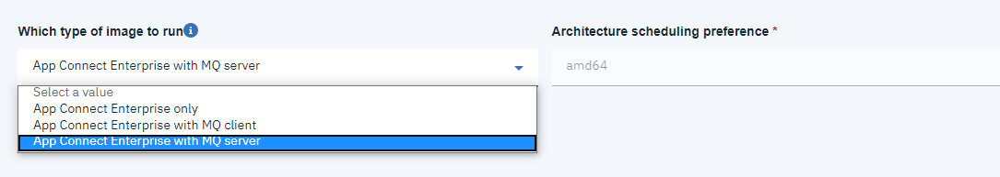 Which type of image to run
Architecture scheduling preference *
App Connect Enterprise with MQ server
amd64
Select a value
App Connect Enterprise only
App Connect Enterprise with MQ client
App Connect Enterprise with MQ server